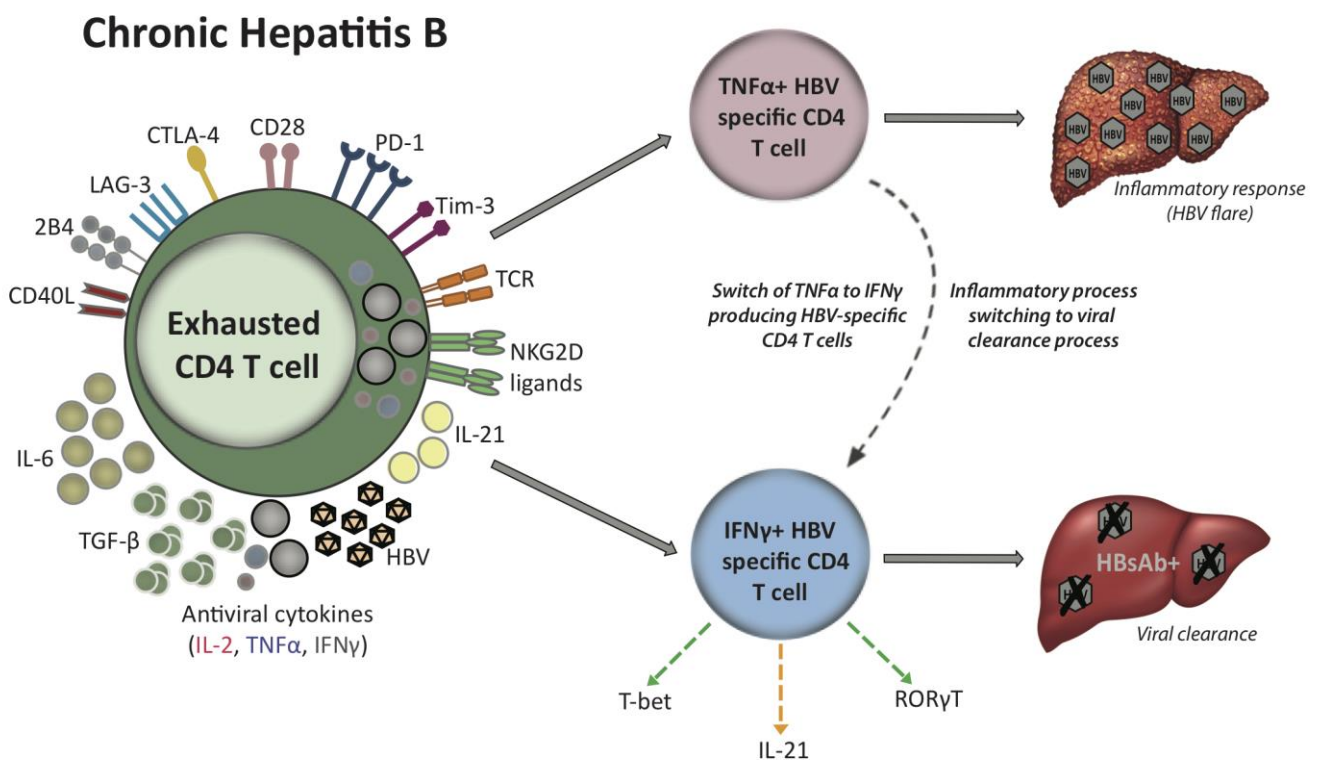 Chronic Hepatitis B
CTLA-4
CD28
PD-1
LAG-3
Tim-3
2B4
TCR
CD40L
Exhausted
CD4 T cell
NKG2D
ligands
IL-21
IL-6
TGF-β
HBV
Antiviral cytokines
(IL-2, TNFα, IFNγ)
TNFα+ HBV
specific CD4
T cell
HBV
HBV
HBV
HBV
HBV
HBV
HBV
HBV
HBV
HBV
Inflammatory response
(HBV flare)
Switch of TNFα to IFNγ
producing HBV-specific
CD4 T cells
Inflammatory process
switching to viral
clearance process
IFNγ+ HBV
specific CD4
T cell
HBV
HBsAb+
HBV
HBV
Viral clearance
T-bet
IL-21
RORγT